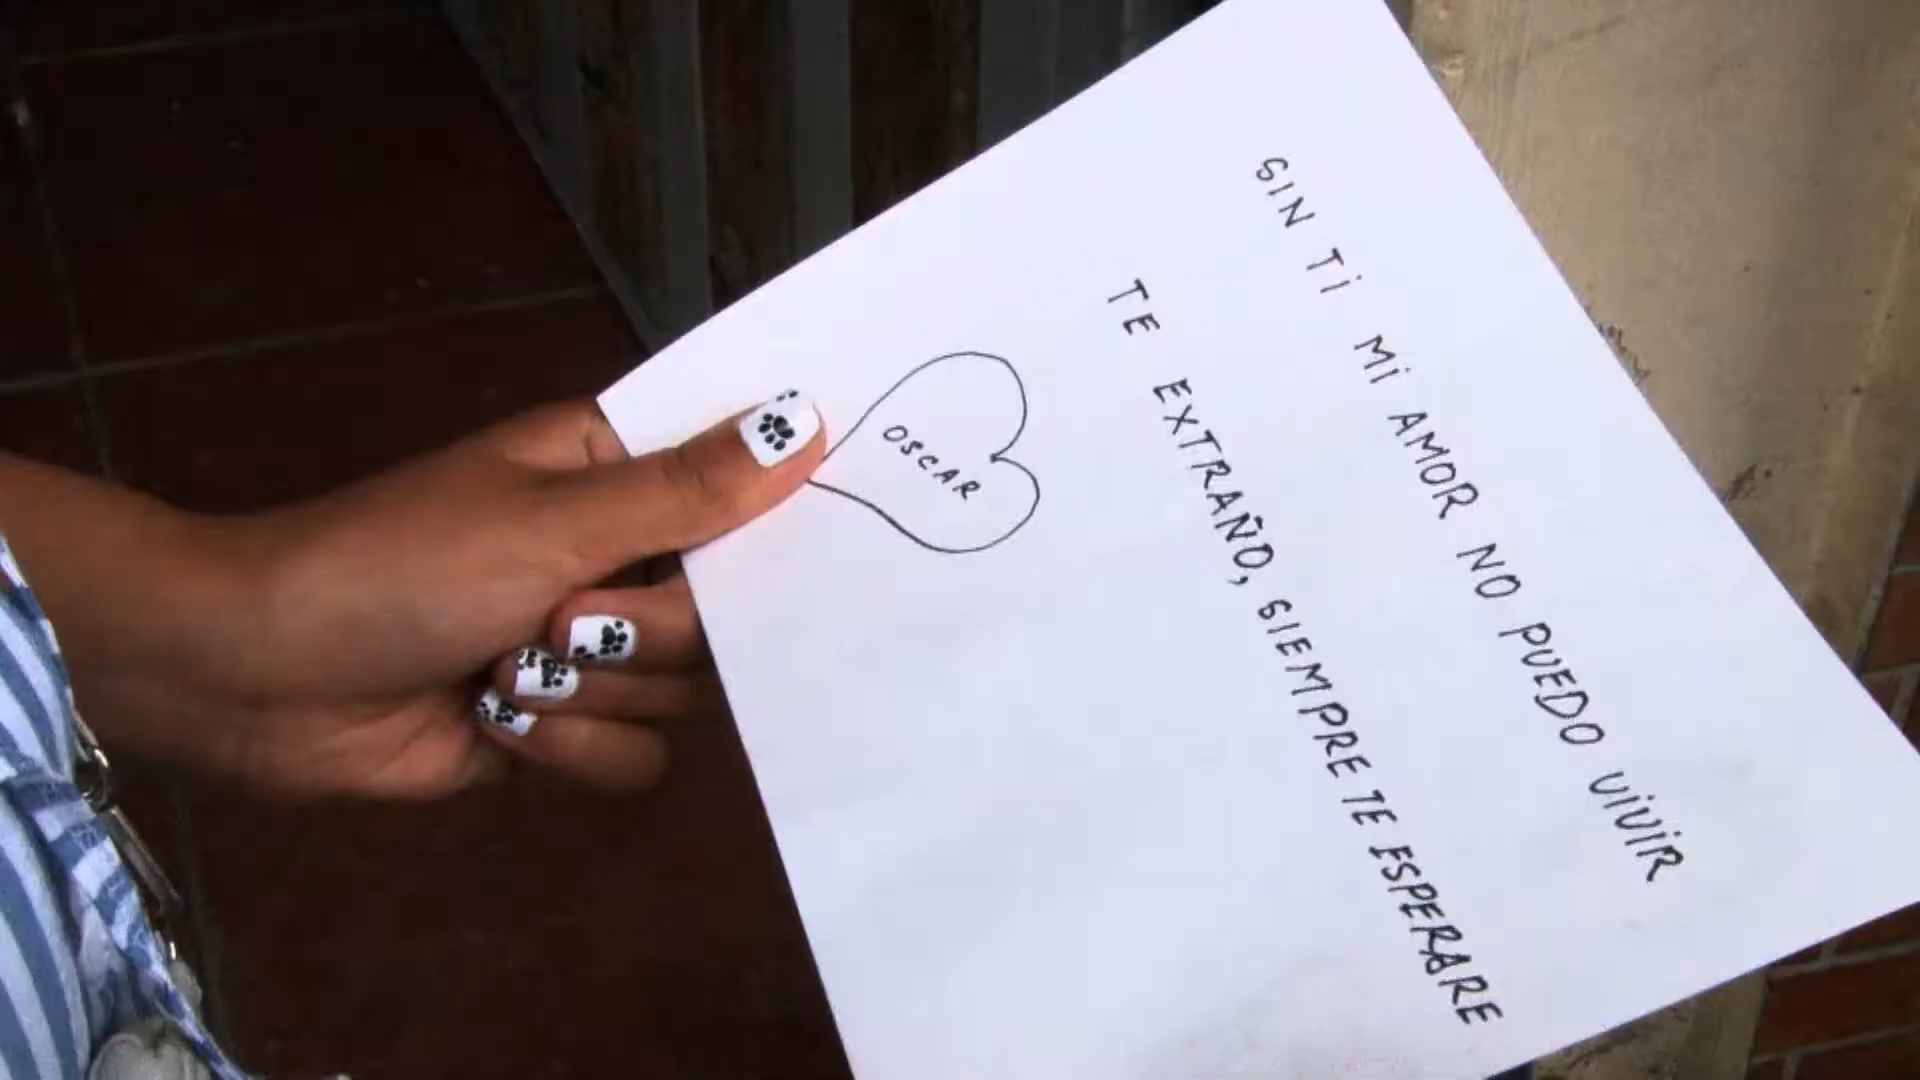 SIN TI MI AMOR NO PUEDO VIVIR
TE EXTRAÑO, SIEMPRE TE ESPERARE
OSCAR